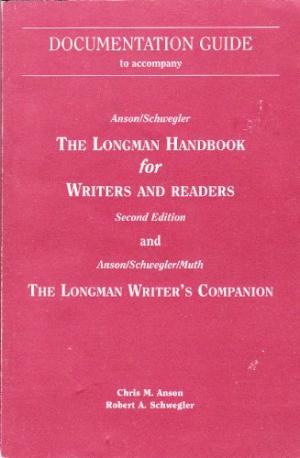 DOCUMENTATION GUIDE
to accompany
Anson/Schwegler
THE LONGMAN HANDBOOK
for
WRITERS AND READERS
Second Edition
and
Anson/Schwegler/Muth
THE LONGMAN WRITER'S COMPANION
Chris M. Anson
Robert A. Schwegler